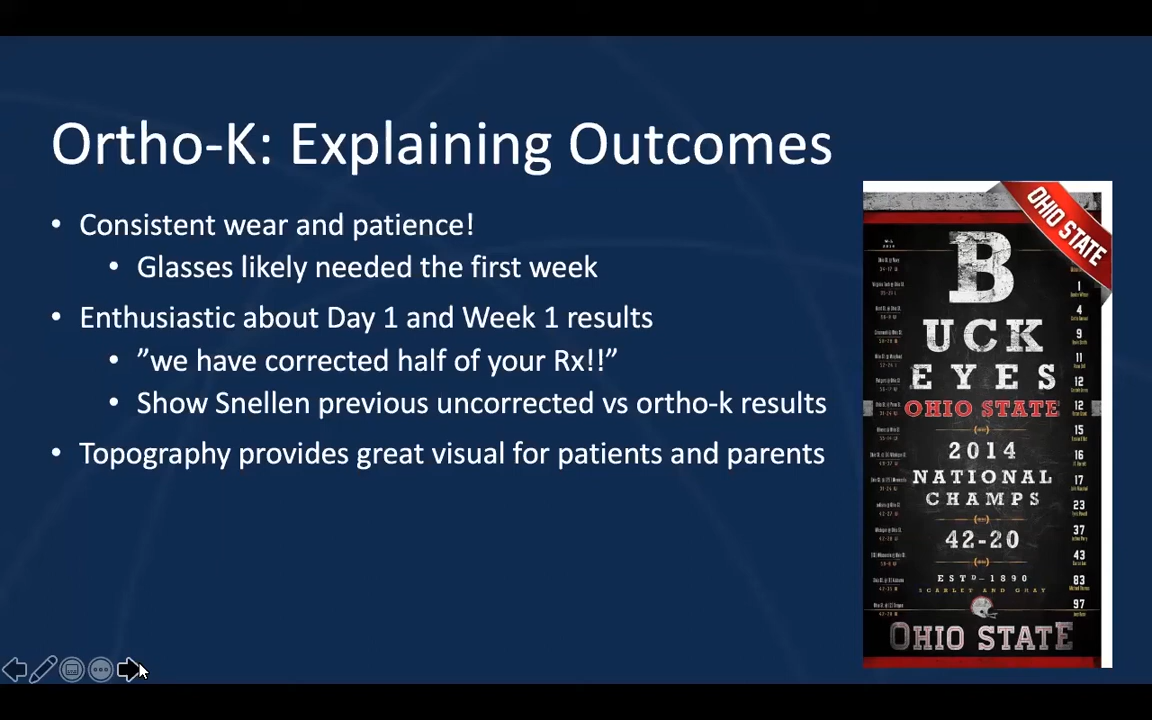 Ortho-K: Explaining Outcomes
• Consistent wear and patience!
• Glasses likely needed the first week
• Enthusiastic about Day 1 and Week 1 results
• ”we have corrected half of your Rx!!”
• Show Snellen previous uncorrected vs ortho-k results
• Topography provides great visual for patients and parents
OHIO STATE
B
UCK
EYES
OHIO STATE
2014
NATIONAL
CHAMPS
42-20
ESTD-1890
SCARLET AND GRAY
OHIO STATE
1
4
9
11
12
12
15
16
17
23
37
43
83
97